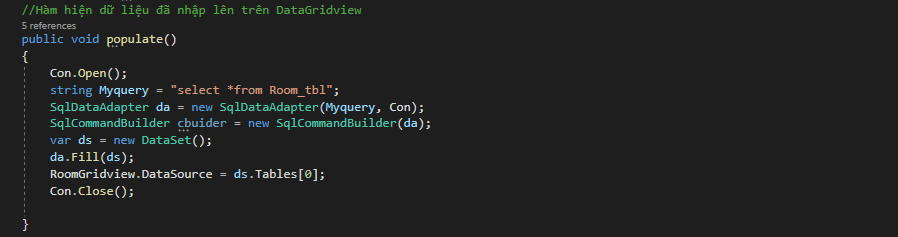 //Hàm hiện dữ liệu đã nhập lên trên DataGridview
5 references
public void populate()
{
Con.Open();
string Myquery = "select *from Room_tbl";
SqlDataAdapter da = new SqlDataAdapter(Myquery, Con);
SqlCommandBuilder cbuider = new SqlCommandBuilder(da);
var ds = new DataSet();
da.Fill(ds);
RoomGridview.DataSource = ds.Tables[0];
Con.Close();
}